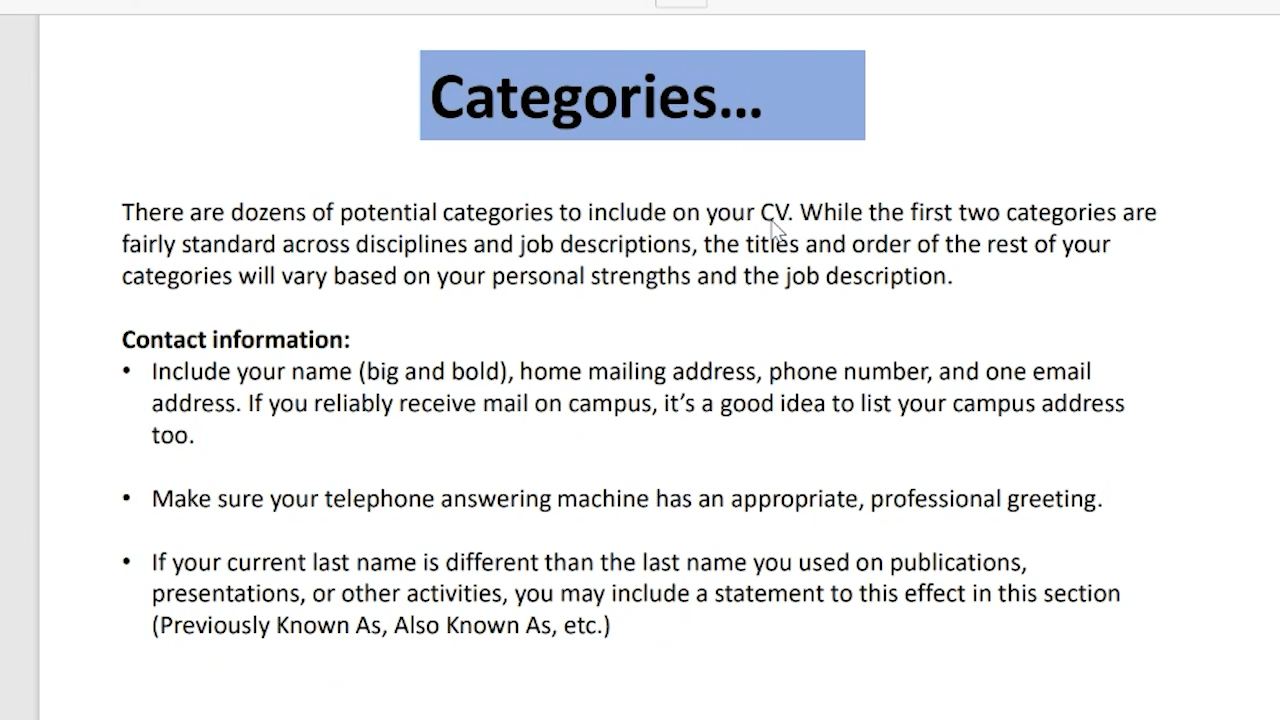 Categories...
There are dozens of potential categories to include on your CV. While the first two categories are
fairly standard across disciplines and job descriptions, the titles and order of the rest of your
categories will vary based on your personal strengths and the job description.
Contact information:
• Include your name (big and bold), home mailing address, phone number, and one email
address. If you reliably receive mail on campus, it’s a good idea to list your campus address
too.
• Make sure your telephone answering machine has an appropriate, professional greeting.
• If your current last name is different than the last name you used on publications,
presentations, or other activities, you may include a statement to this effect in this section
(Previously Known As, Also Known As, etc.)